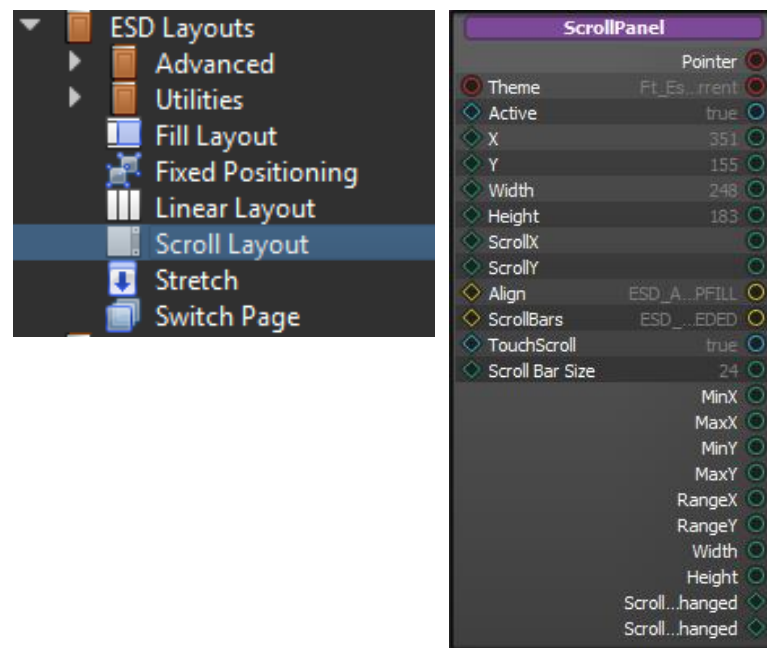 ESD Layouts
Advanced
Utilities
Fill Layout
Fixed Positioning
Linear Layout
Scroll Layout
Stretch
Switch Page
ScrollPanel
Pointer
Theme Ft_Es...rrent
Active true
X 351
Y 155
Width 248
Height 183
ScrollX
ScrollY
Align ESD_A...PFILL
ScrollBars ESD_...EDED
TouchScroll true
Scroll Bar Size 24
MinX
MaxX
MinY
MaxY
RangeX
RangeY
Width
Height
Scroll...hanged
Scroll...hanged